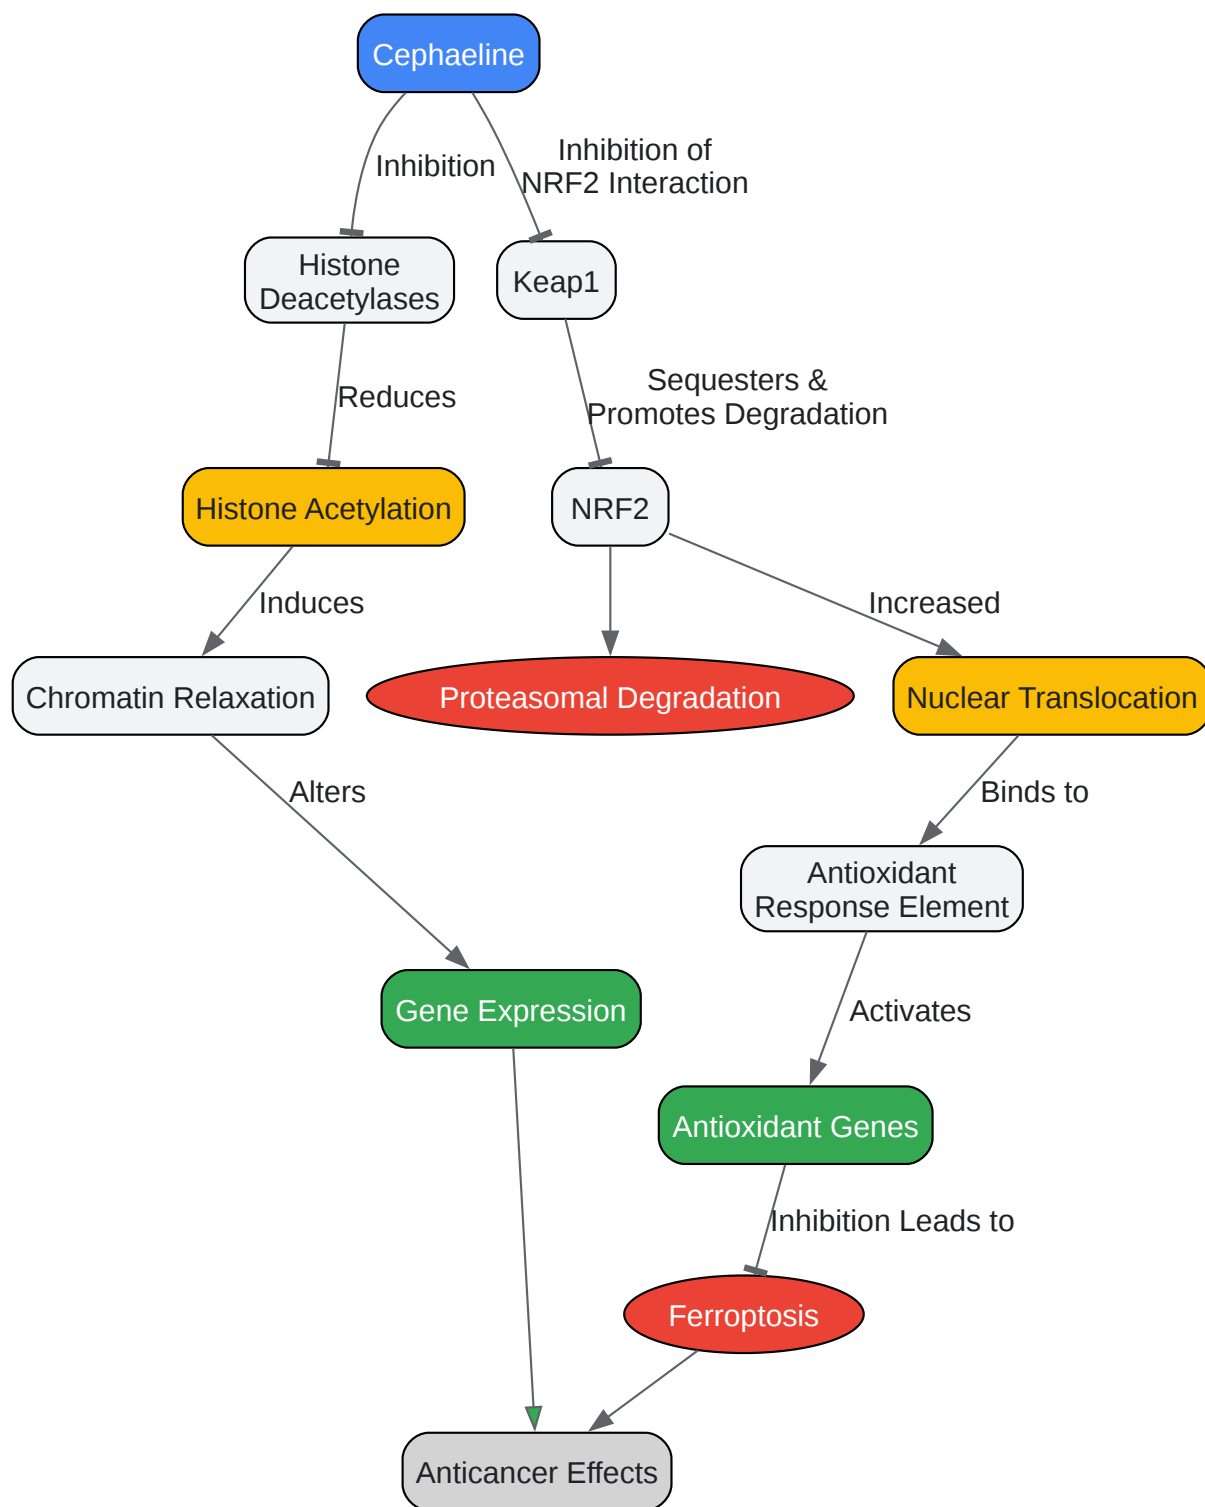 Cephaeline
Inhibition
Inhibition of
NRF2 Interaction
Histone
Deacetylases
Keap1
Reduces
Sequesters &
Promotes Degradation
Histone Acetylation
NRF2
Induces
Increased
Chromatin Relaxation
Proteasomal Degradation
Nuclear Translocation
Alters
Binds to
Antioxidant
Response Element
Gene Expression
Activates
Antioxidant Genes
Inhibition Leads to
Ferroptosis
Anticancer Effects